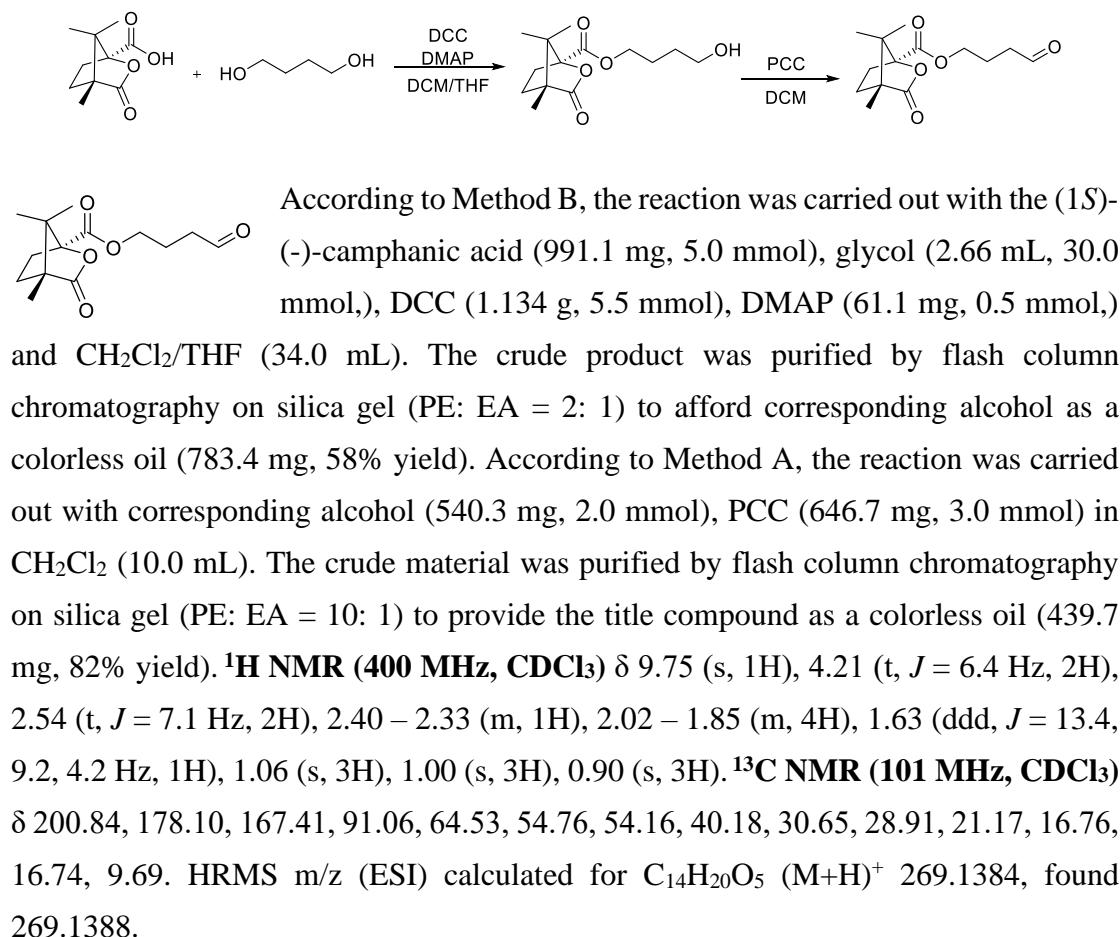 O
OH
O
O
+
HO
OH
DCC
DMAP
DCM/THF
O
O
O
O
OH
PCC
DCM
O
O
O
O
O
O
O
O
O
O
According to Method B, the reaction was carried out with the (1S)-
(-)-camphanic acid (991.1 mg, 5.0 mmol), glycol (2.66 mL, 30.0
mmol,), DCC (1.134 g, 5.5 mmol), DMAP (61.1 mg, 0.5 mmol,)
and CH₂Cl₂/THF (34.0 mL). The crude product was purified by flash column
chromatography on silica gel (PE: EA = 2: 1) to afford corresponding alcohol as a
colorless oil (783.4 mg, 58% yield). According to Method A, the reaction was carried
out with corresponding alcohol (540.3 mg, 2.0 mmol), PCC (646.7 mg, 3.0 mmol) in
CH₂Cl₂ (10.0 mL). The crude material was purified by flash column chromatography
on silica gel (PE: EA = 10: 1) to provide the title compound as a colorless oil (439.7
mg, 82% yield). ¹H NMR (400 MHz, CDCl₃) δ 9.75 (s, 1H), 4.21 (t, J = 6.4 Hz, 2H),
2.54 (t, J = 7.1 Hz, 2H), 2.40 – 2.33 (m, 1H), 2.02 – 1.85 (m, 4H), 1.63 (ddd, J = 13.4,
9.2, 4.2 Hz, 1H), 1.06 (s, 3H), 1.00 (s, 3H), 0.90 (s, 3H). ¹³C NMR (101 MHz, CDCl₃)
δ 200.84, 178.10, 167.41, 91.06, 64.53, 54.76, 54.16, 40.18, 30.65, 28.91, 21.17, 16.76,
16.74, 9.69. HRMS m/z (ESI) calculated for C₁₄H₂₀O₅ (M+H)⁺ 269.1384, found
269.1388.